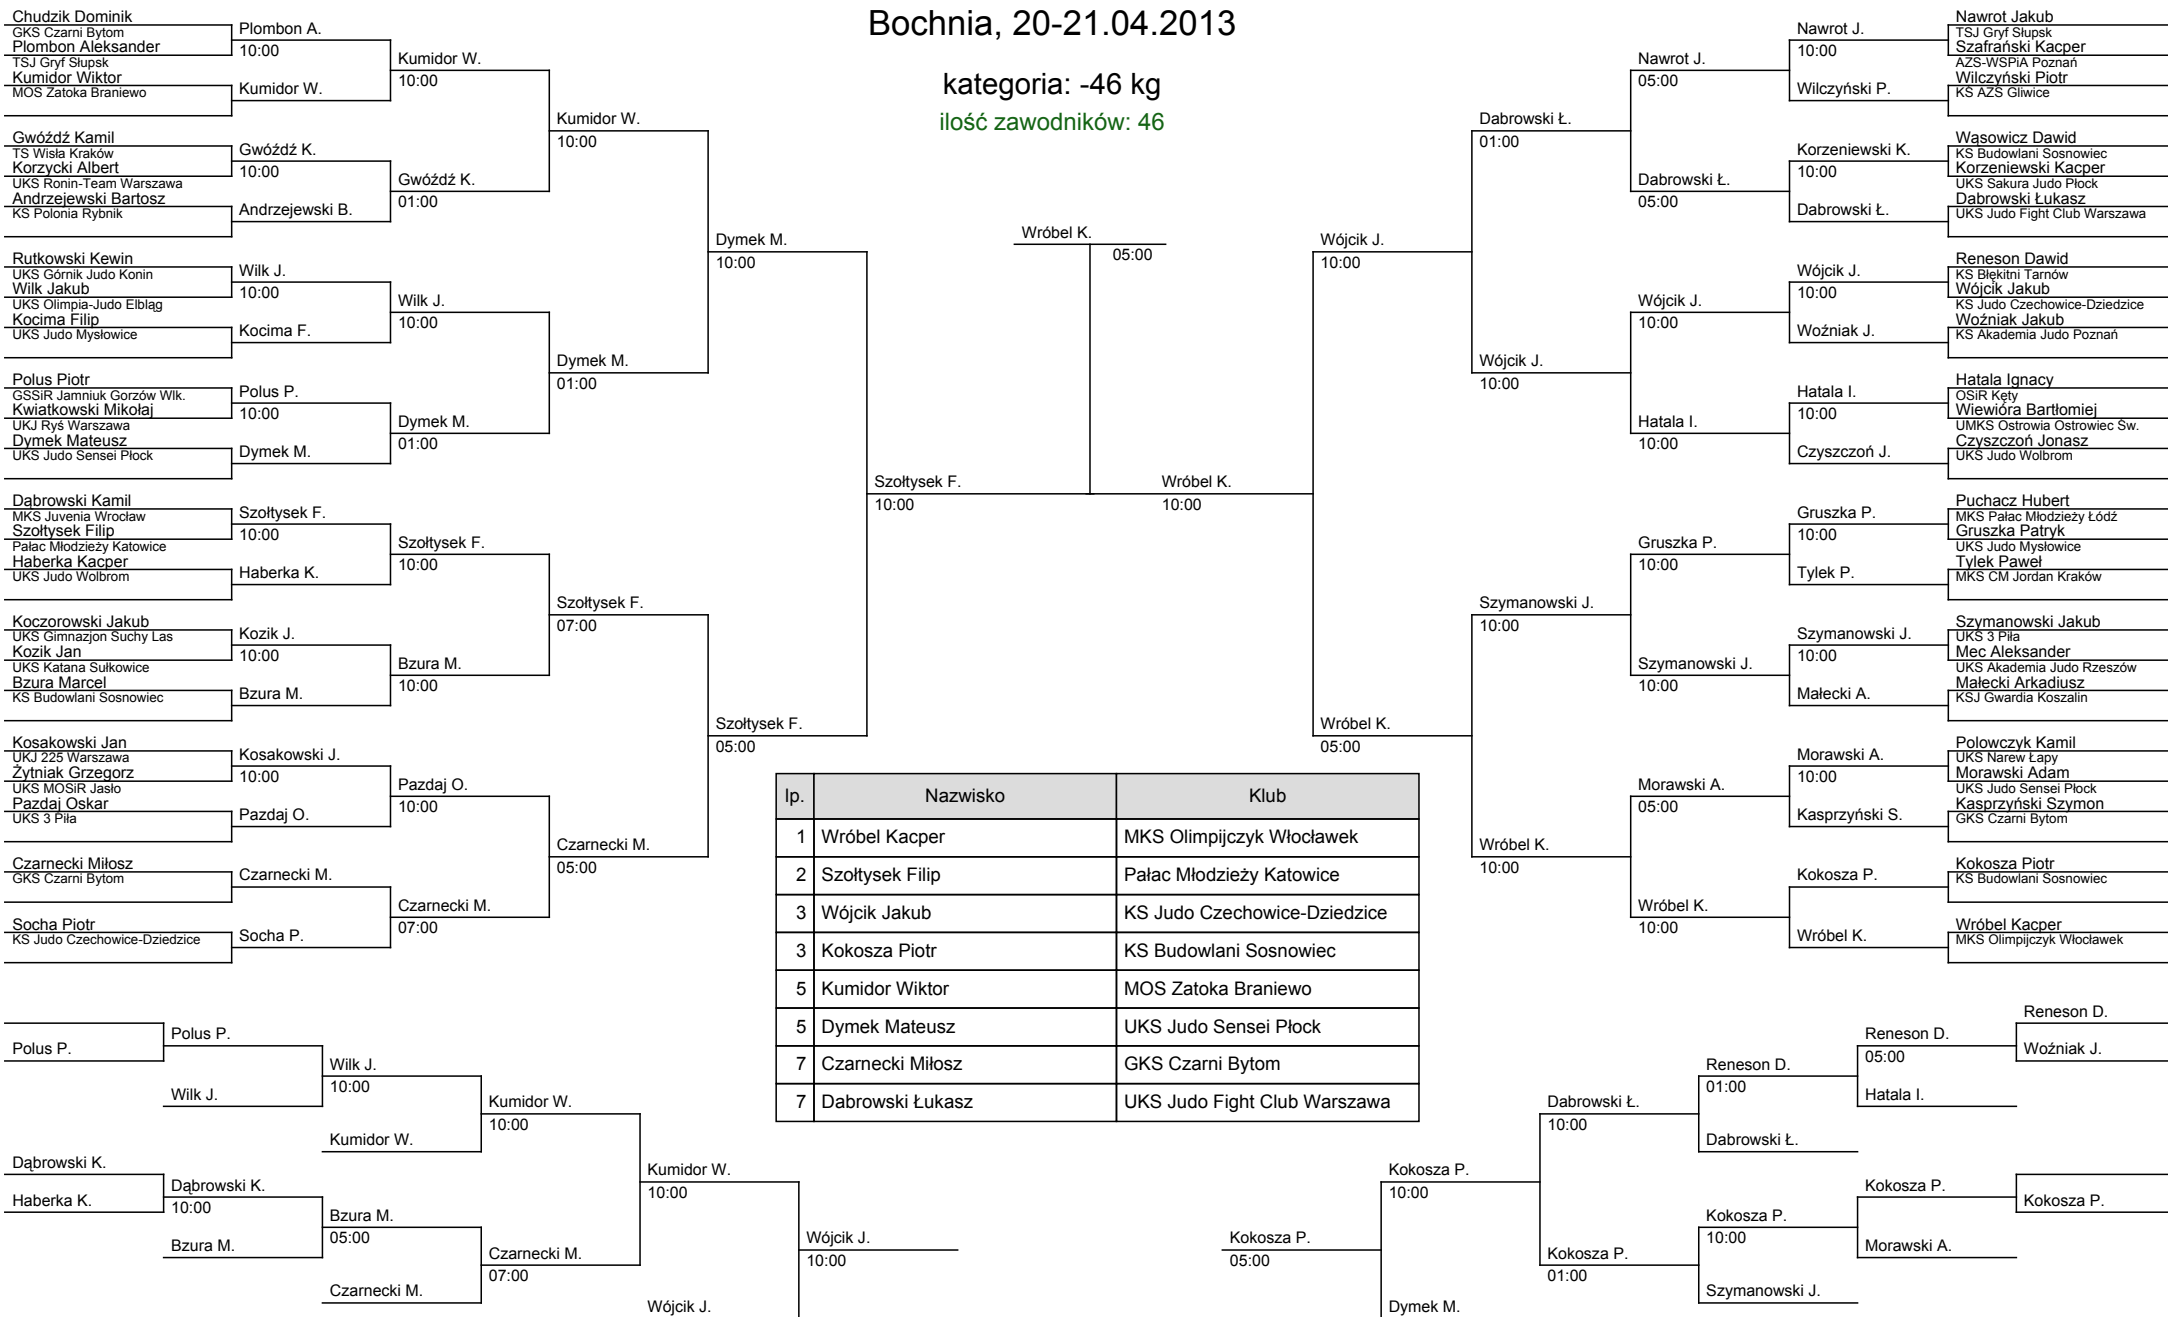 Bochnia, 20-21.04.2013
kategoria: -46 kg
ilość zawodników: 46
Chudzik Dominik
GKS Czarni Bytom
Plombon Aleksander
TSJ Gryf Słupsk
Kumidor Wiktor
MOS Zatoka Braniewo
Gwóźdź Kamil
TS Wisła Kraków
Korzycki Albert
UKS Ronin-Team Warszawa
Andrzejewski Bartosz
KS Polonia Rybnik
Rutkowski Kewin
UKS Górnik Judo Konin
Wilk Jakub
UKS Olimpia-Judo Elbląg
Kocima Filip
UKS Judo Mysłowice
Polus Piotr
GSSiR Jamniuk Gorzów Wlk.
Kwiatkowski Mikołaj
UKJ Ryś Warszawa
Dymek Mateusz
UKS Judo Sensei Płock
Dąbrowski Kamil
MKS Juvenia Wrocław
Szołtysek Filip
Pałac Młodzieży Katowice
Haberka Kacper
UKS Judo Wolbrom
Koczorowski Jakub
UKS Gimnazjon Suchy Las
Kozik Jan
UKS Katana Sułkowice
Bzura Marcel
KS Budowlani Sosnowiec
Kosakowski Jan
UKJ 225 Warszawa
Żytniak Grzegorz
UKS MOSiR Jasło
Pazdaj Oskar
UKS 3 Piła
Czarnecki Miłosz
GKS Czarni Bytom
Socha Piotr
KS Judo Czechowice-Dziedzice
Plombon A.
10:00
Kumidor W.
Gwóźdź K.
10:00
Andrzejewski B.
Wilk J.
10:00
Kocima F.
Polus P.
10:00
Dymek M.
Szołtysek F.
10:00
Haberka K.
Kozik J.
10:00
Bzura M.
Kosakowski J.
10:00
Pazdaj O.
Czarnecki M.
Socha P.
Kumidor W.
10:00
Gwóźdź K.
01:00
Wilk J.
10:00
Dymek M.
01:00
Szołtysek F.
10:00
Bzura M.
10:00
Pazdaj O.
10:00
Czarnecki M.
07:00
Kumidor W.
10:00
Dymek M.
01:00
Szołtysek F.
07:00
Czarnecki M.
05:00
Dymek M.
10:00
Szołtysek F.
05:00
Szołtysek F.
10:00
Wróbel K.
05:00
Wróbel K.
10:00
Wójcik J.
10:00
Wróbel K.
05:00
Dabrowski Ł.
01:00
Wójcik J.
10:00
Szymanowski J.
10:00
Wróbel K.
10:00
Nawrot J.
05:00
Dabrowski Ł.
05:00
Wójcik J.
10:00
Hatala I.
10:00
Gruszka P.
10:00
Szymanowski J.
10:00
Morawski A.
05:00
Wróbel K.
10:00
Nawrot J.
10:00
Wilczyński P.
Korzeniewski K.
10:00
Dabrowski Ł.
Wójcik J.
10:00
Woźniak J.
Hatala I.
10:00
Czyszczoń J.
Gruszka P.
10:00
Tylek P.
Szymanowski J.
10:00
Małecki A.
Morawski A.
10:00
Kasprzyński S.
Kokosza P.
Wróbel K.
Nawrot Jakub
TSJ Gryf Słupsk
Szafrański Kacper
AZS-WSPiA Poznań
Wilczyński Piotr
KS AZS Gliwice
Wąsowicz Dawid
KS Budowlani Sosnowiec
Korzeniewski Kacper
UKS Sakura Judo Płock
Dabrowski Łukasz
UKS Judo Fight Club Warszawa
Reneson Dawid
KS Błękitni Tarnów
Wójcik Jakub
KS Judo Czechowice-Dziedzice
Woźniak Jakub
KS Akademia Judo Poznań
Hatala Ignacy
OSiR Kęty
Wiewióra Bartłomiej
UMKS Ostrowia Ostrowiec Św.
Czyszczoń Jonasz
UKS Judo Wolbrom
Puchacz Hubert
MKS Pałac Młodzieży Łódź
Gruszka Patryk
UKS Judo Mysłowice
Tylek Paweł
MKS CM Jordan Kraków
Szymanowski Jakub
UKS 3 Piła
Mec Aleksander
UKS Akademia Judo Rzeszów
Małecki Arkadiusz
KSJ Gwardia Koszalin
Polowczyk Kamil
UKS Narew Łapy
Morawski Adam
UKS Judo Sensei Płock
Kasprzyński Szymon
GKS Czarni Bytom
Kokosza Piotr
KS Budowlani Sosnowiec
Wróbel Kacper
MKS Olimpijczyk Włocławek
lp. Nazwisko Klub
1 Wróbel Kacper MKS Olimpijczyk Włocławek
2 Szołtysek Filip Pałac Młodzieży Katowice
3 Wójcik Jakub KS Judo Czechowice-Dziedzice
3 Kokosza Piotr KS Budowlani Sosnowiec
5 Kumidor Wiktor MOS Zatoka Braniewo
5 Dymek Mateusz UKS Judo Sensei Płock
7 Czarnecki Miłosz GKS Czarni Bytom
7 Dabrowski Łukasz UKS Judo Fight Club Warszawa
Polus P.
Dąbrowski K.
Haberka K.
Polus P.
Wilk J.
Dąbrowski K.
10:00
Bzura M.
Wilk J.
10:00
Kumidor W.
Bzura M.
05:00
Czarnecki M.
Kumidor W.
10:00
Czarnecki M.
07:00
Kumidor W.
10:00
Wójcik J.
Wójcik J.
10:00
Kokosza P.
05:00
Kokosza P.
10:00
Dymek M.
Dabrowski Ł.
10:00
Kokosza P.
01:00
Reneson D.
01:00
Dabrowski Ł.
Kokosza P.
10:00
Szymanowski J.
Reneson D.
05:00
Hatala I.
Kokosza P.
Morawski A.
Reneson D.
Woźniak J.
Kokosza P.